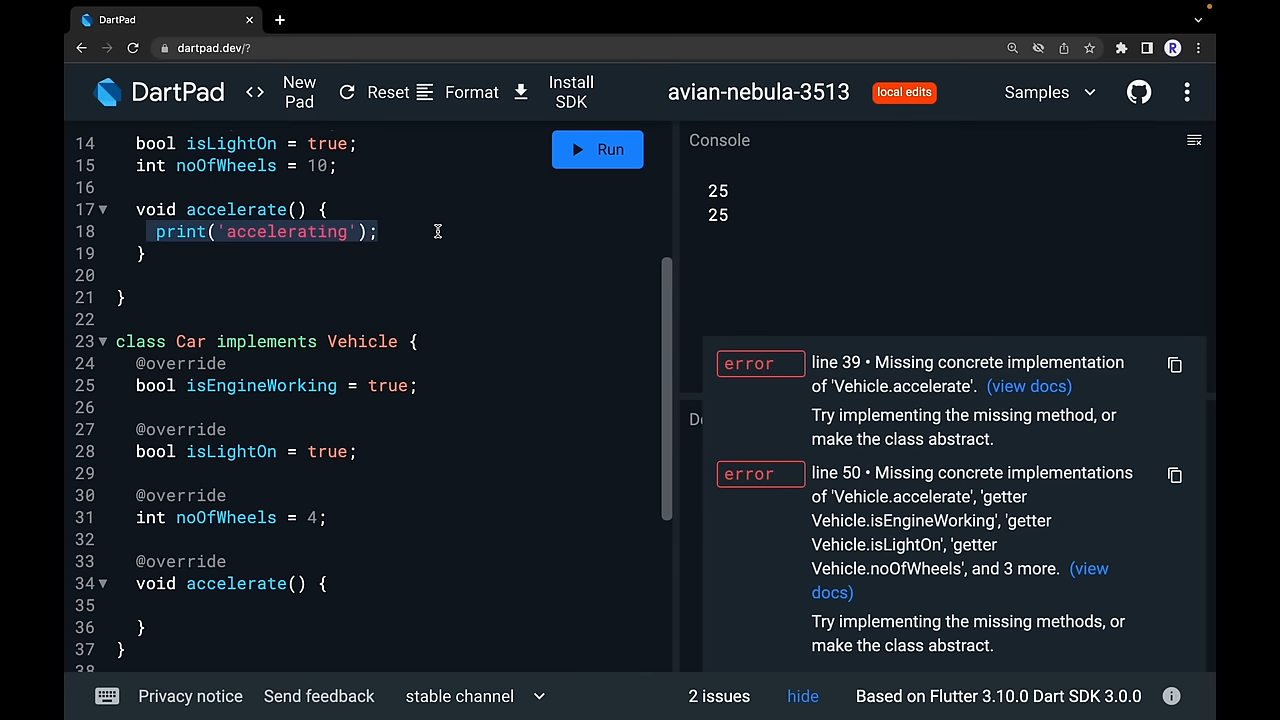 DartPad
dartpad.dev/?
R
DartPad
<> New Pad
Reset
Format
Install SDK
avian-nebula-3513
local edits
Samples
14 bool isLightOn = true;
15 int noOfWheels = 10;
16
17 void accelerate() {
18 print('accelerating');
19 }
20
21 }
22
23 class Car implements Vehicle {
24 @override
25 bool isEngineWorking = true;
26
27 @override
28 bool isLightOn = true;
29
30 @override
31 int noOfWheels = 4;
32
33 @override
34 void accelerate() {
35
36 }
37 }
38
Run
Console
25
25
error line 39 • Missing concrete implementation
of 'Vehicle.accelerate'. (view docs)
Try implementing the missing method, or
make the class abstract.
error line 50 • Missing concrete implementations
of 'Vehicle.accelerate', 'getter
Vehicle.isEngineWorking', 'getter
Vehicle.isLightOn', 'getter
Vehicle.noOfWheels', and 3 more. (view
docs)
Try implementing the missing methods, or
make the class abstract.
Privacy notice
Send feedback
stable channel
2 issues
hide
Based on Flutter 3.10.0 Dart SDK 3.0.0